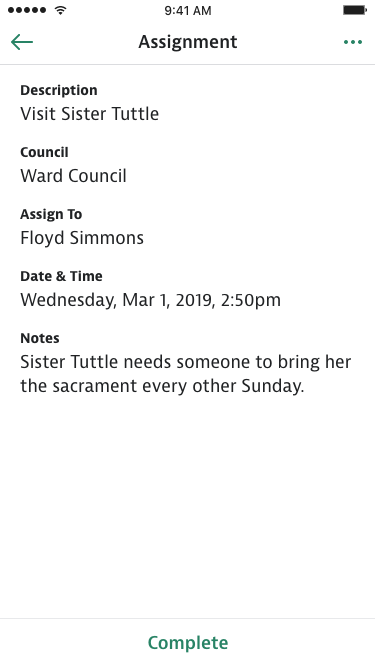 9:41 AM
Assignment
Description
Visit Sister Tuttle
Council
Ward Council
Assign To
Floyd Simmons
Date & Time
Wednesday, Mar 1, 2019, 2:50pm
Notes
Sister Tuttle needs someone to bring her
the sacrament every other Sunday.
Complete